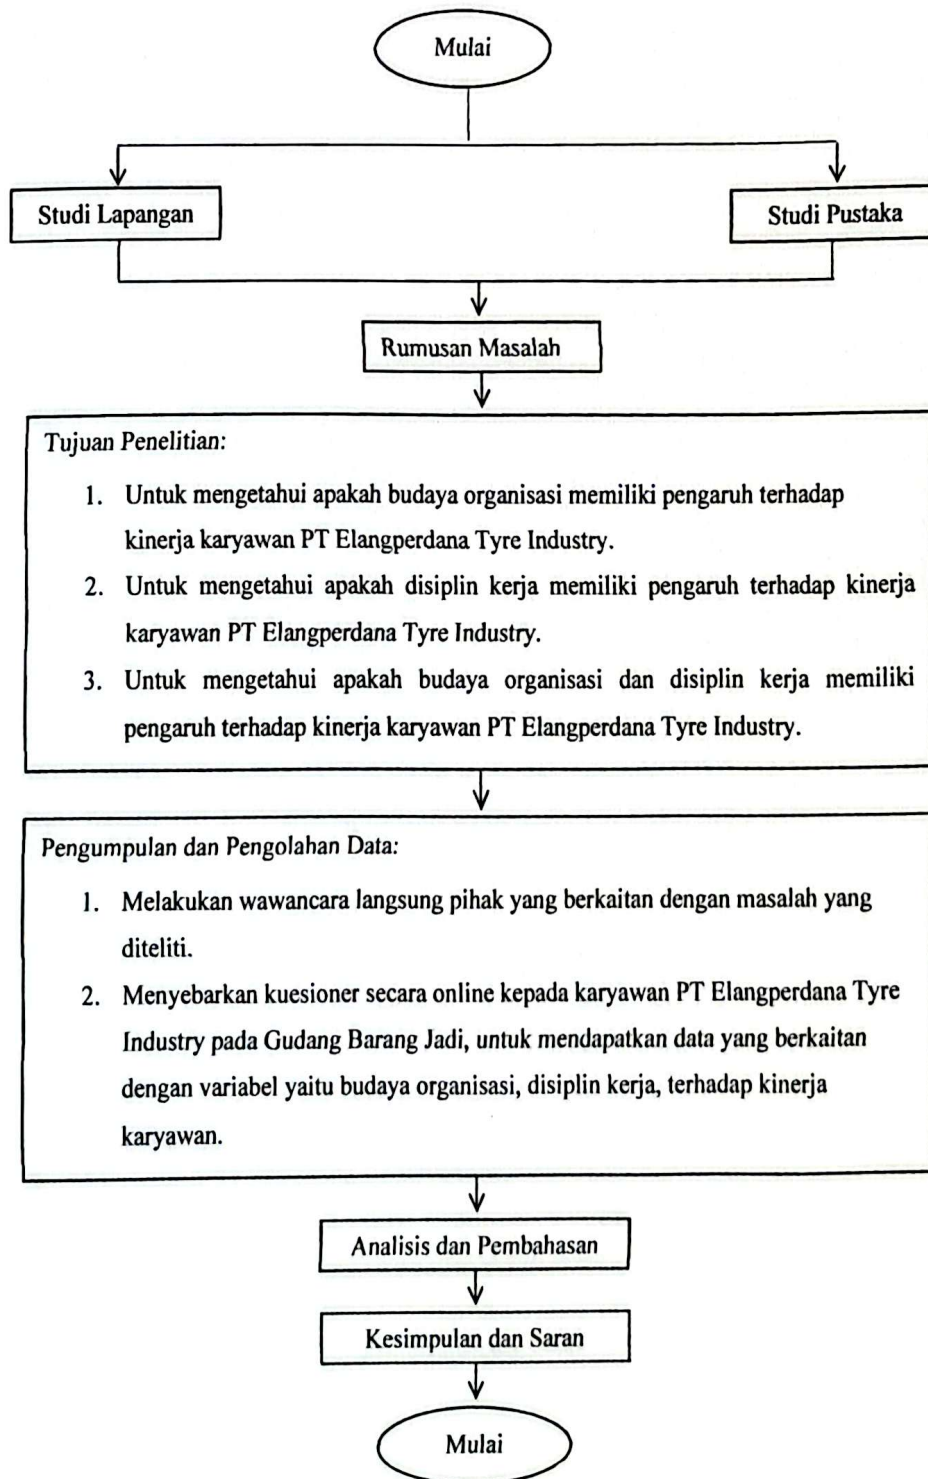 Mulai
Studi Lapangan
Studi Pustaka
Rumusan Masalah
Tujuan Penelitian:
1. Untuk mengetahui apakah budaya organisasi memiliki pengaruh terhadap
kinerja karyawan PT Elangperdana Tyre Industry.
2. Untuk mengetahui apakah disiplin kerja memiliki pengaruh terhadap kinerja
karyawan PT Elangperdana Tyre Industry.
3. Untuk mengetahui apakah budaya organisasi dan disiplin kerja memiliki
pengaruh terhadap kinerja karyawan PT Elangperdana Tyre Industry.
Pengumpulan dan Pengolahan Data:
1. Melakukan wawancara langsung pihak yang berkaitan dengan masalah yang
diteliti.
2. Menyebarkan kuesioner secara online kepada karyawan PT Elangperdana Tyre
Industry pada Gudang Barang Jadi, untuk mendapatkan data yang berkaitan
dengan variabel yaitu budaya organisasi, disiplin kerja, terhadap kinerja
karyawan.
Analisis dan Pembahasan
Kesimpulan dan Saran
Mulai